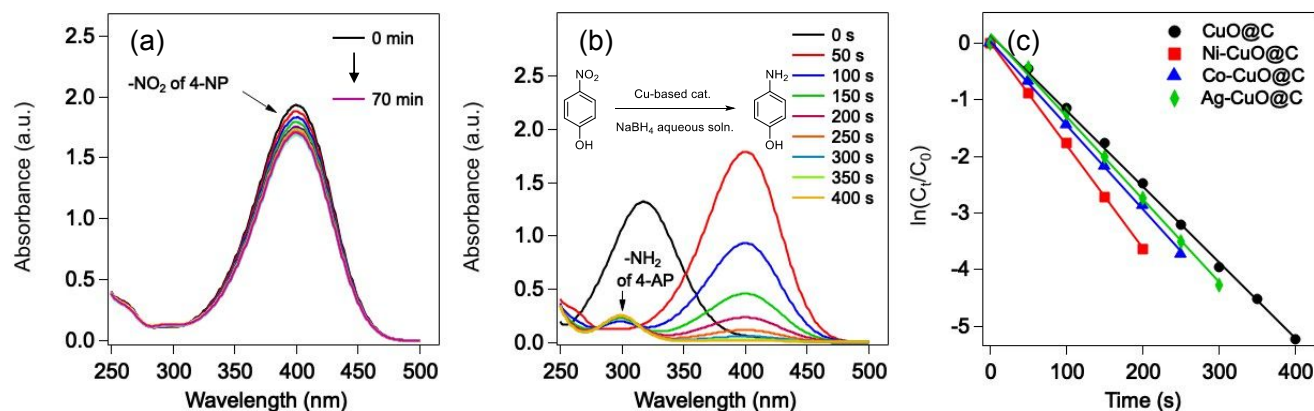 (a)
2.5
2.0
1.5
1.0
0.5
0.0
Absorbance (a.u.)
-NO₂ of 4-NP
0 min
70 min
250 300 350 400 450 500
Wavelength (nm)
(b)
2.5
2.0
1.5
1.0
0.5
0.0
Absorbance (a.u.)
NO₂
OH
Cu-based cat.
NaBH4 aqueous soln.
NH₂
OH
0 s
50 s
100 s
150 s
200 s
250 s
300 s
350 s
400 s
-NH₂
of 4-AP
250 300 350 400 450 500
Wavelength (nm)
(c)
0
-1
-2
-3
-4
-5
ln(Cₜ/C₀)
CuO@C
Ni-CuO@C
Co-CuO@C
Ag-CuO@C
0 100 200 300 400
Time (s)